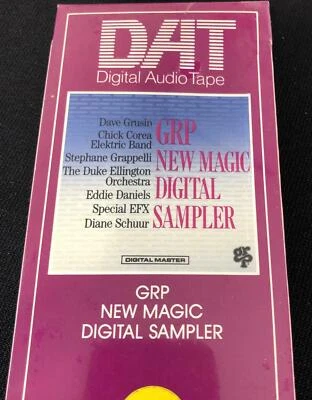 DAT
Digital Audio Tape
Dave Grusin
Chick Corea
Elektric Band
Stephane Grappelli
The Duke Ellington
Orchestra
Eddie Daniels
Special EFX
Diane Schuur
GRP
NEW MAGIC
DIGITAL
SAMPLER
DIGITAL MASTER
GRP
GRP
NEW MAGIC
DIGITAL SAMPLER